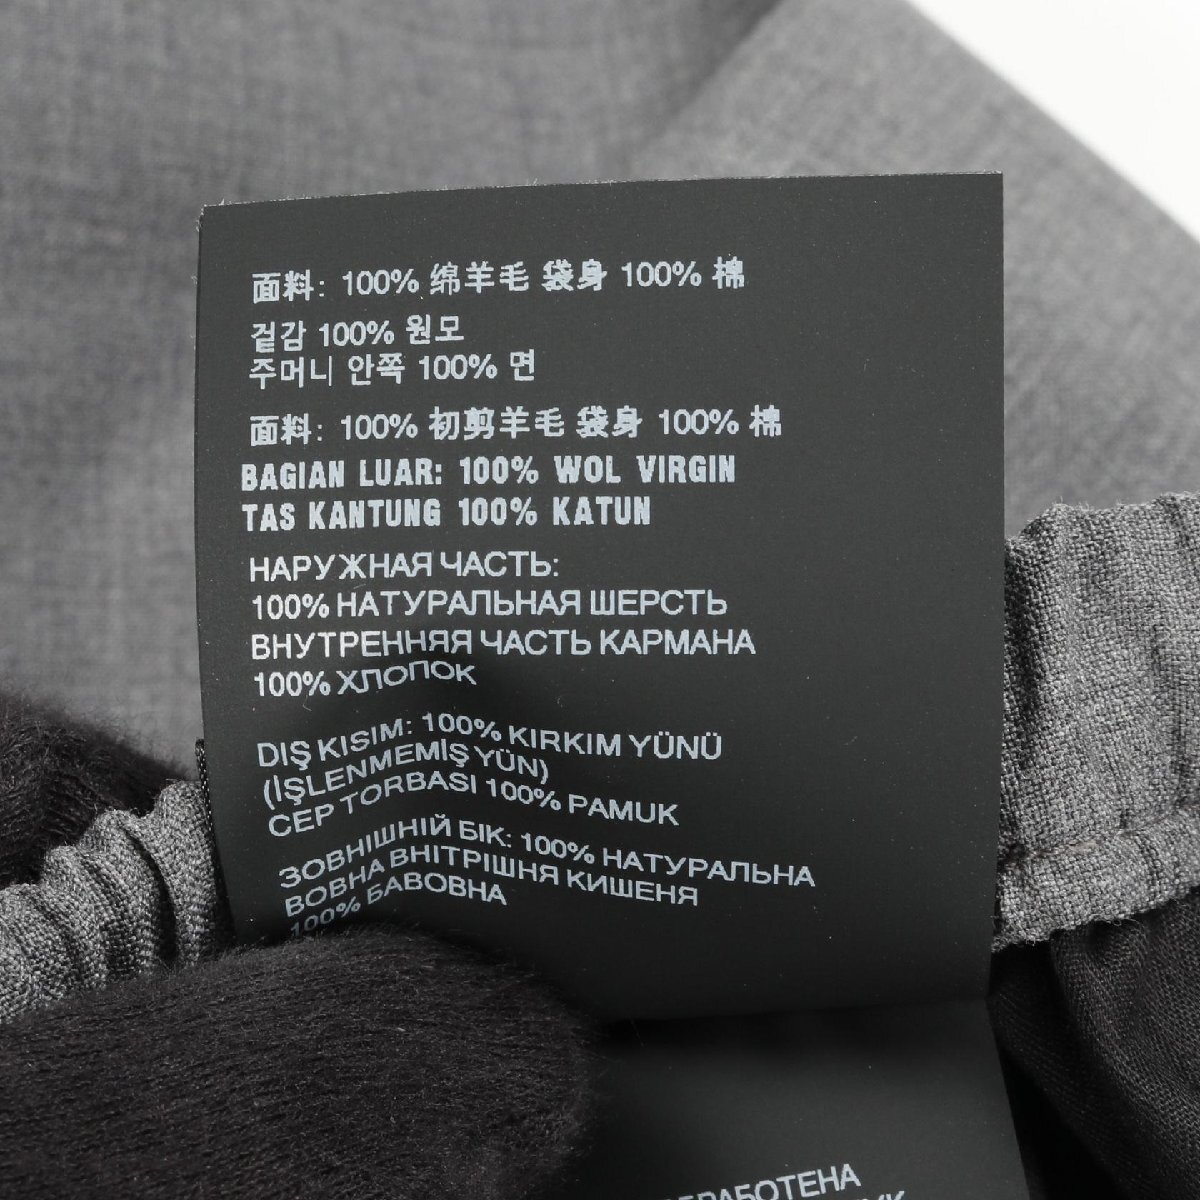 面料: 100% 绵羊毛 袋身 100% 棉
겉감 100% 원모
주머니 안쪽 100% 면
面料: 100% 初剪羊毛 袋身 100% 棉
BAGIAN LUAR: 100% WOL VIRGIN
TAS KANTUNG 100% KATUN
НАРУЖНАЯ ЧАСТЬ:
100% НАТУРАЛЬНАЯ ШЕРСТЬ
ВНУТРЕННЯЯ ЧАСТЬ КАРМАНА
100% ХЛОПОК
DIŞ KISIM: 100% KIRKIM YÜNÜ
(İŞLENMEMİŞ YÜN)
CEP TORBASI 100% PAMUK
ЗОВНІШНІЙ БІК: 100% НАТУРАЛЬНА
ВОВНА ВНІТРІШНЯ КИШЕНЯ
100% БАВОВНА